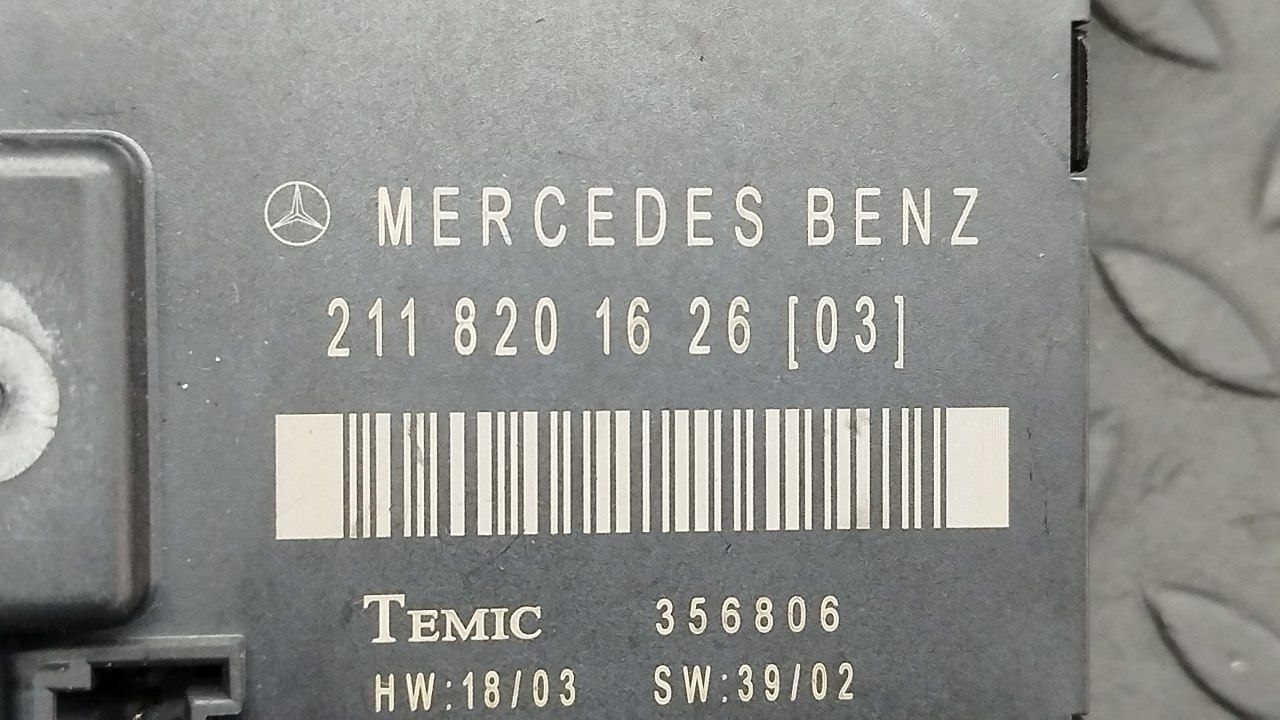 MERCEDES BENZ
211 820 16 26 [03]
TEMIC 356806
HW:18/03 SW:39/02